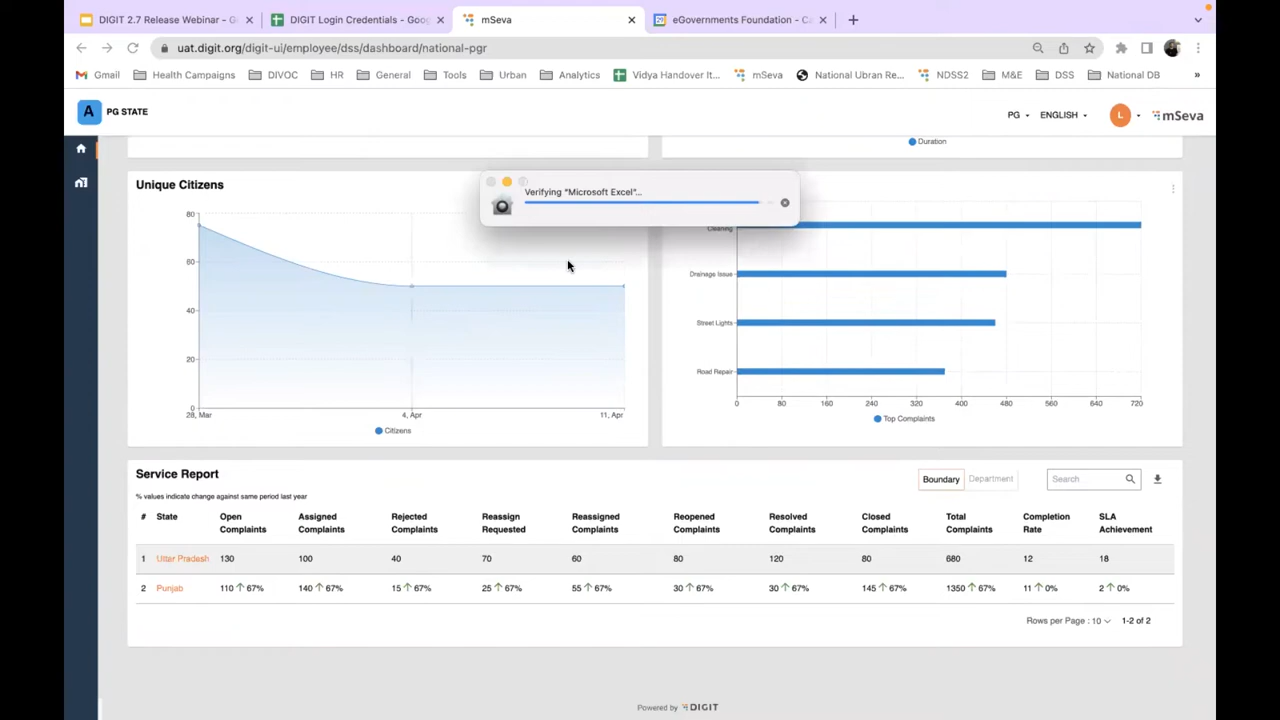 DIGIT 2.7 Release Webinar - G
DIGIT Login Credentials - Goog
mSeva
eGovernments Foundation - Ca
uat.digit.org/digit-ui/employee/dss/dashboard/national-pgr
Gmail
Health Campaigns
DIVOC
HR
General
Tools
Urban
Analytics
Vidya Handover It...
mSeva
National Ubran Re...
NDSS2
M&E
DSS
National DB
»
A
PG STATE
PG
ENGLISH
L
mSeva
Duration
Unique Citizens
Verifying "Microsoft Excel"...
80
60
40
20
0
28, Mar
4, Apr
11, Apr
Citizens
Cleaning
Drainage Issue
Street Lights
Road Repair
0 80 160 240 320 400 480 560 640 720
Top Complaints
Service Report
Boundary
Department
Search
% values indicate change against same period last year
# State Open Complaints Assigned Complaints Rejected Complaints Reassign Requested Reassigned Complaints Reopened Complaints Resolved Complaints Closed Complaints Total Complaints Completion Rate SLA Achievement
1 Uttar Pradesh 130 100 40 70 60 80 120 80 680 12 18
2 Punjab 110 ↑ 67% 140 ↑ 67% 15 ↑ 67% 25 ↑ 67% 55 ↑ 67% 30 ↑ 67% 30 ↑ 67% 145 ↑ 67% 1350 ↑ 67% 11 ↑ 0% 2 ↑ 0%
Rows per Page : 10
1-2 of 2
Powered by DIGIT